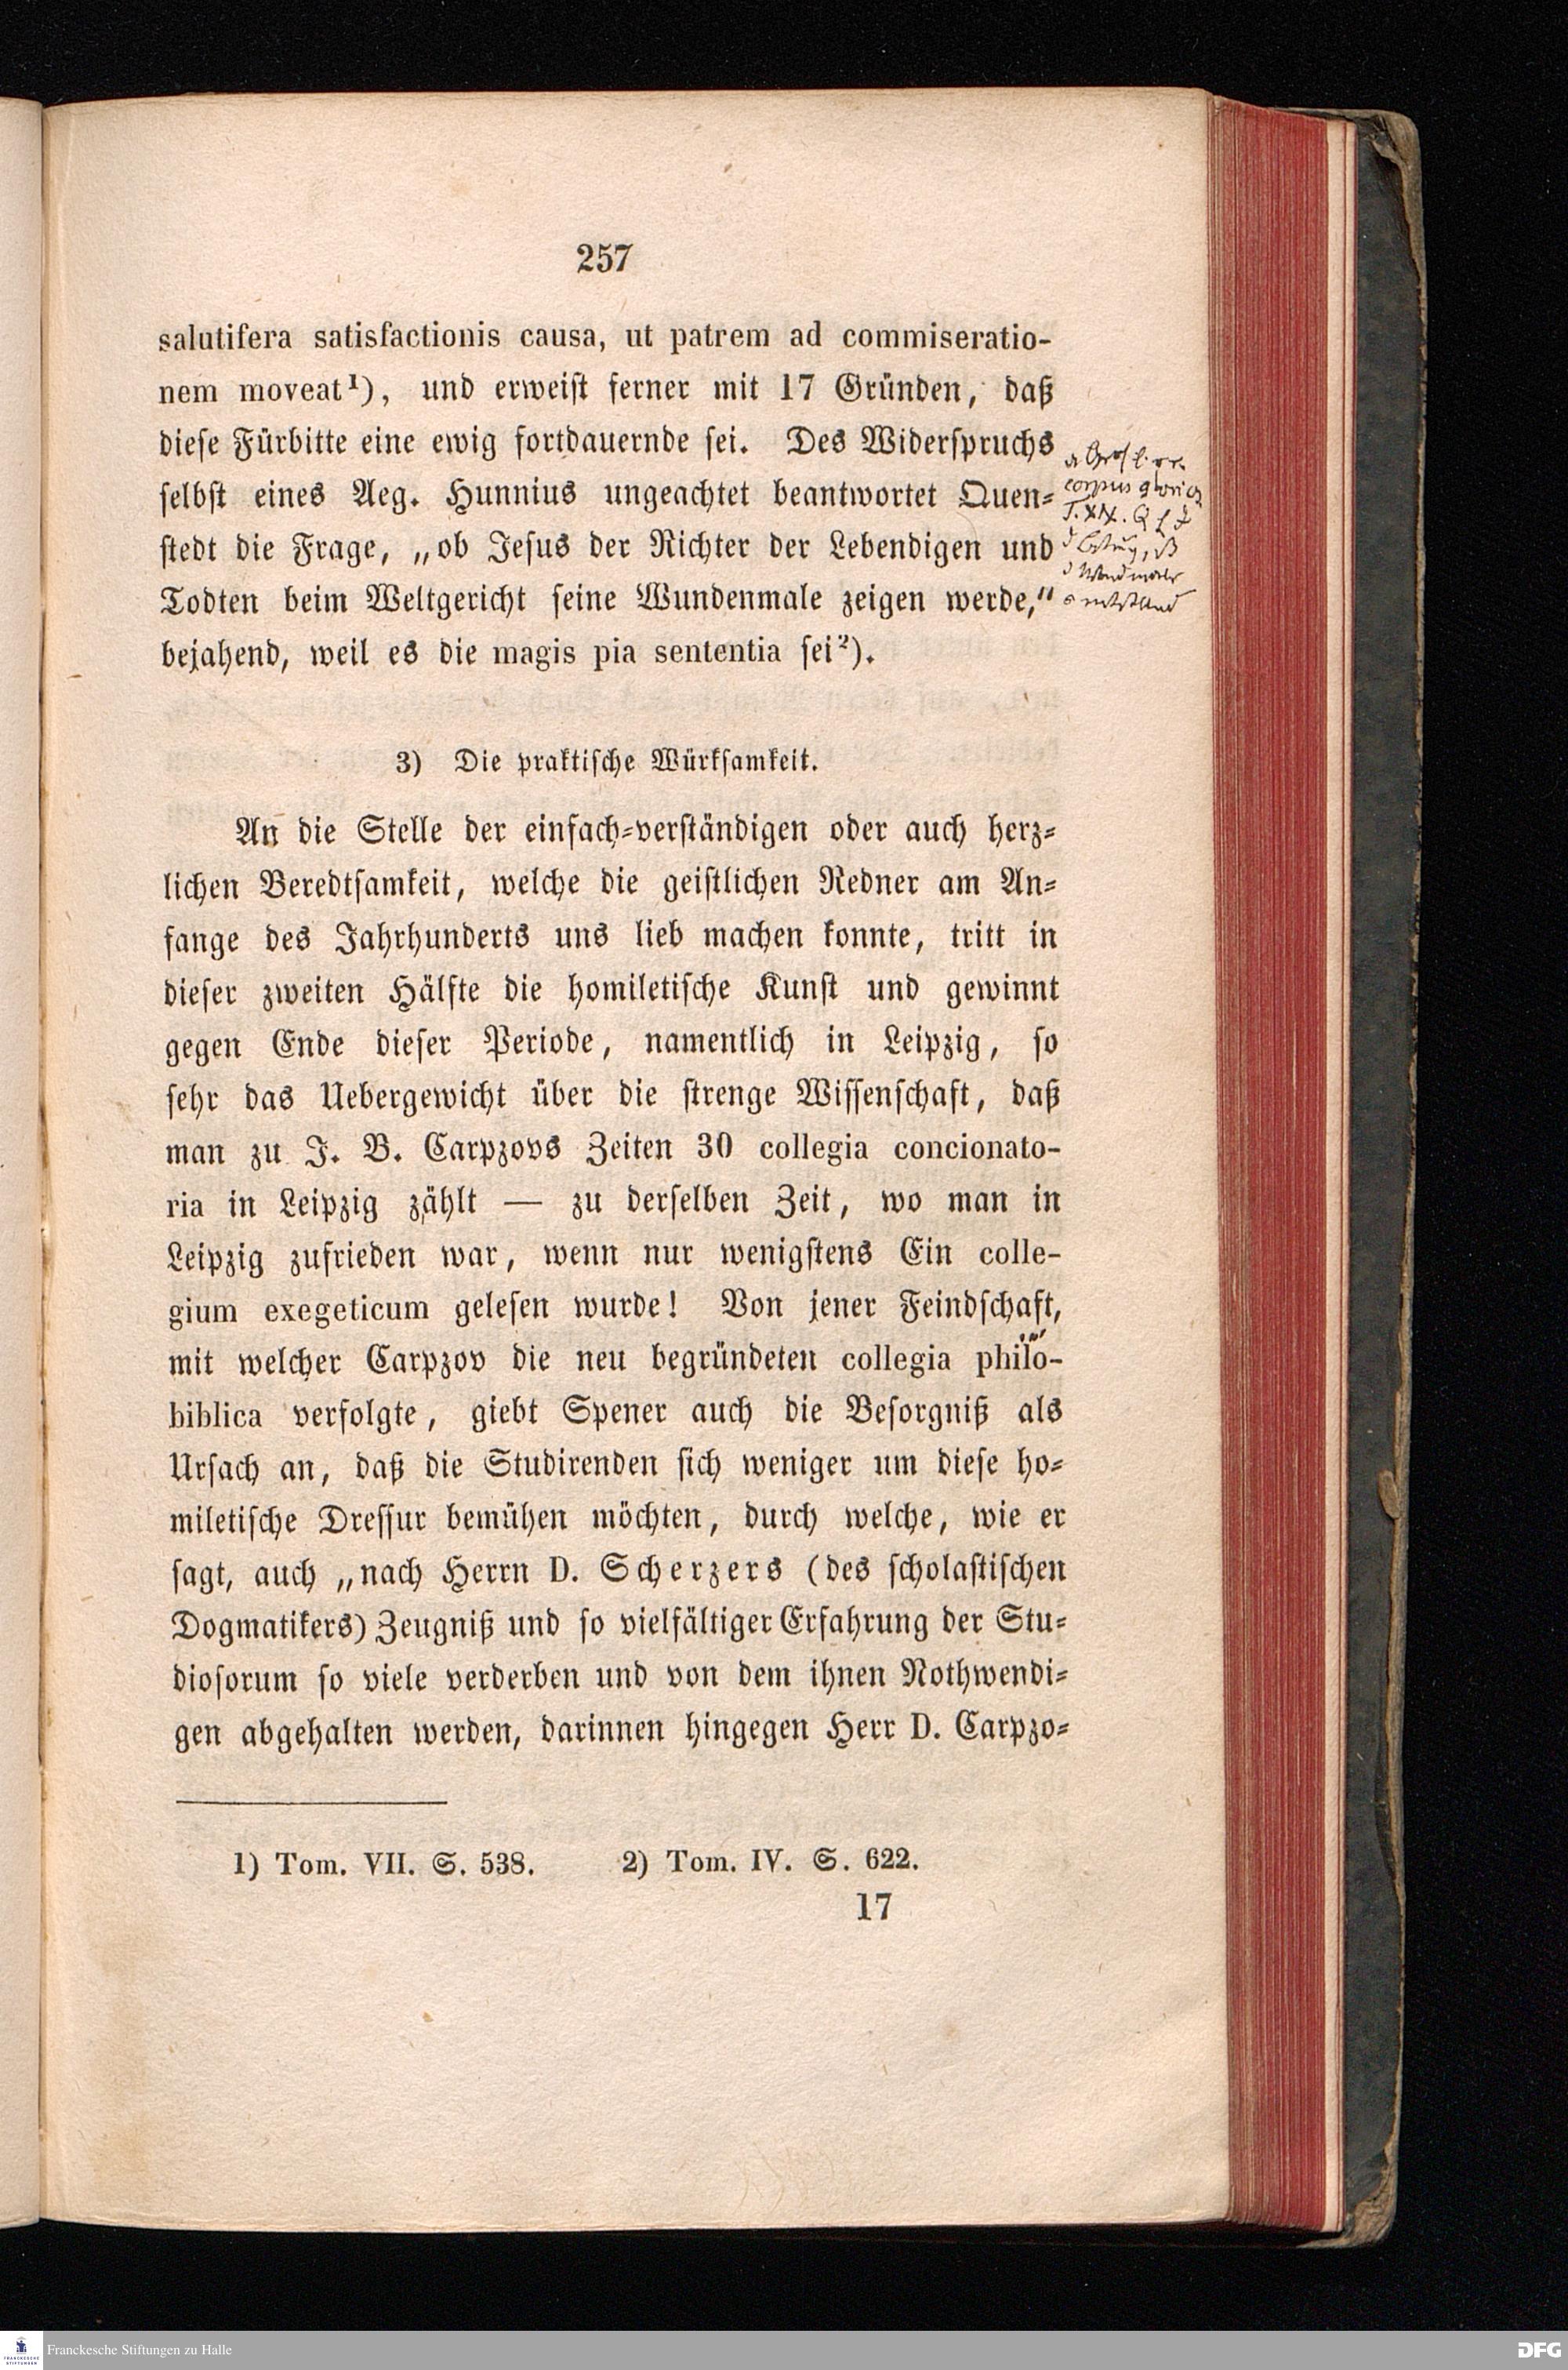 257
salutifera satisfactionis causa, ut patrem ad commiseratio-
nem moveat¹), und erweist ferner mit 17 Gründen, daß
diese Fürbitte eine ewig fortdauernde sei. Des Widerspruchs
selbst eines Aeg. Hunnius ungeachtet beantwortet Quen-
stedt die Frage, „ob Jesus der Richter der Lebendigen und
Todten beim Weltgericht seine Wundenmale zeigen werde,“
bejahend, weil es die magis pia sententia sei²).
corpus
3) Die praktische Würksamkeit.
An die Stelle der einfach-verständigen oder auch herz-
lichen Beredtsamkeit, welche die geistlichen Redner am An-
fange des Jahrhunderts uns lieb machen konnte, tritt in
dieser zweiten Hälfte die homiletische Kunst und gewinnt
gegen Ende dieser Periode, namentlich in Leipzig, so
sehr das Uebergewicht über die strenge Wissenschaft, daß
man zu J. B. Carpzovs Zeiten 30 collegia concionato-
ria in Leipzig zählt — zu derselben Zeit, wo man in
Leipzig zufrieden war, wenn nur wenigstens Ein colle-
gium exegeticum gelesen wurde! Von jener Feindschaft,
mit welcher Carpzov die neu begründeten collegia philo-
biblica verfolgte, giebt Spener auch die Besorgniß als
Ursach an, daß die Studirenden sich weniger um diese ho-
miletische Dressur bemühen möchten, durch welche, wie er
sagt, auch „nach Herrn D. Scherzers (des scholastischen
Dogmatikers) Zeugniß und so vielfältiger Erfahrung der Stu-
diosorum so viele verderben und von dem ihnen Nothwendi-
gen abgehalten werden, darinnen hingegen Herr D. Carpzo-
1) Tom. VII. S. 538. 2) Tom. IV. S. 622.
17
FRANCKESCHE
STIFTUNGEN
Franckesche Stiftungen zu Halle
DFG